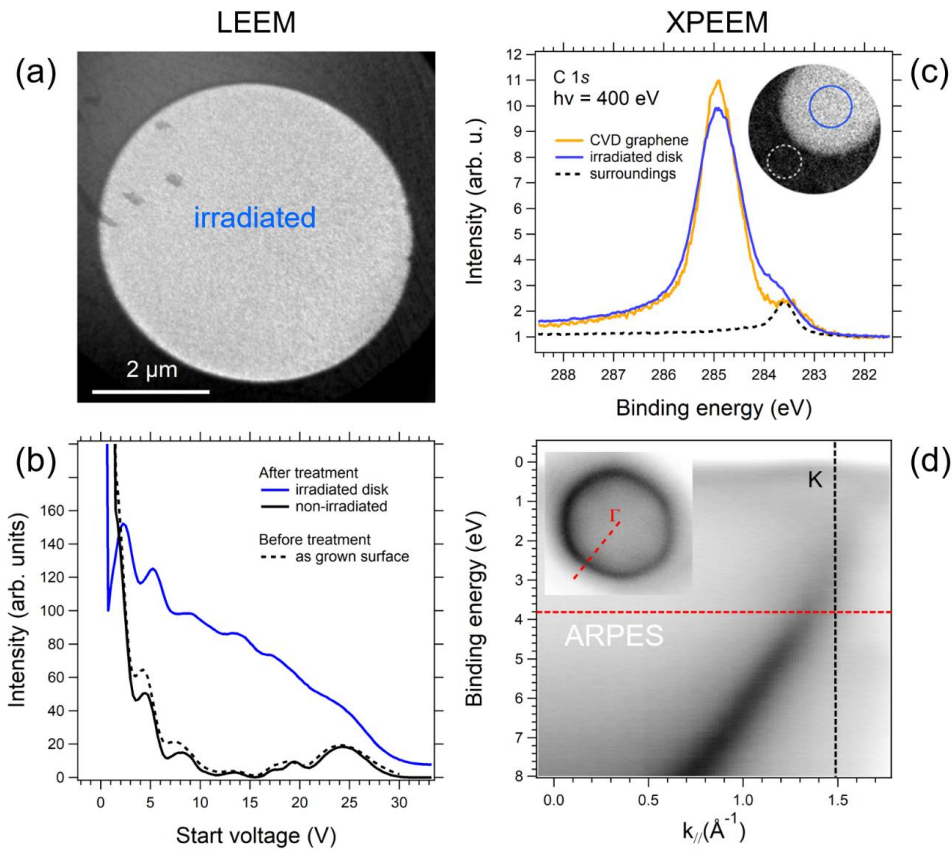 LEEM
XPEEM
(a)
irradiated
2 µm
(c)
C 1s
hν = 400 eV
CVD graphene
irradiated disk
surroundings
12
11
10
9
8
7
6
5
4
3
2
1
Intensity (arb. u.)
288 287 286 285 284 283 282
Binding energy (eV)
(b)
After treatment
irradiated disk
non-irradiated
Before treatment
as grown surface
160
140
120
100
80
60
40
20
0
Intensity (arb. units)
0 5 10 15 20 25 30
Start voltage (V)
(d)
Γ
K
ARPES
0
1
2
3
4
5
6
7
8
Binding energy (eV)
0.0 0.5 1.0 1.5
k//(Å-1)